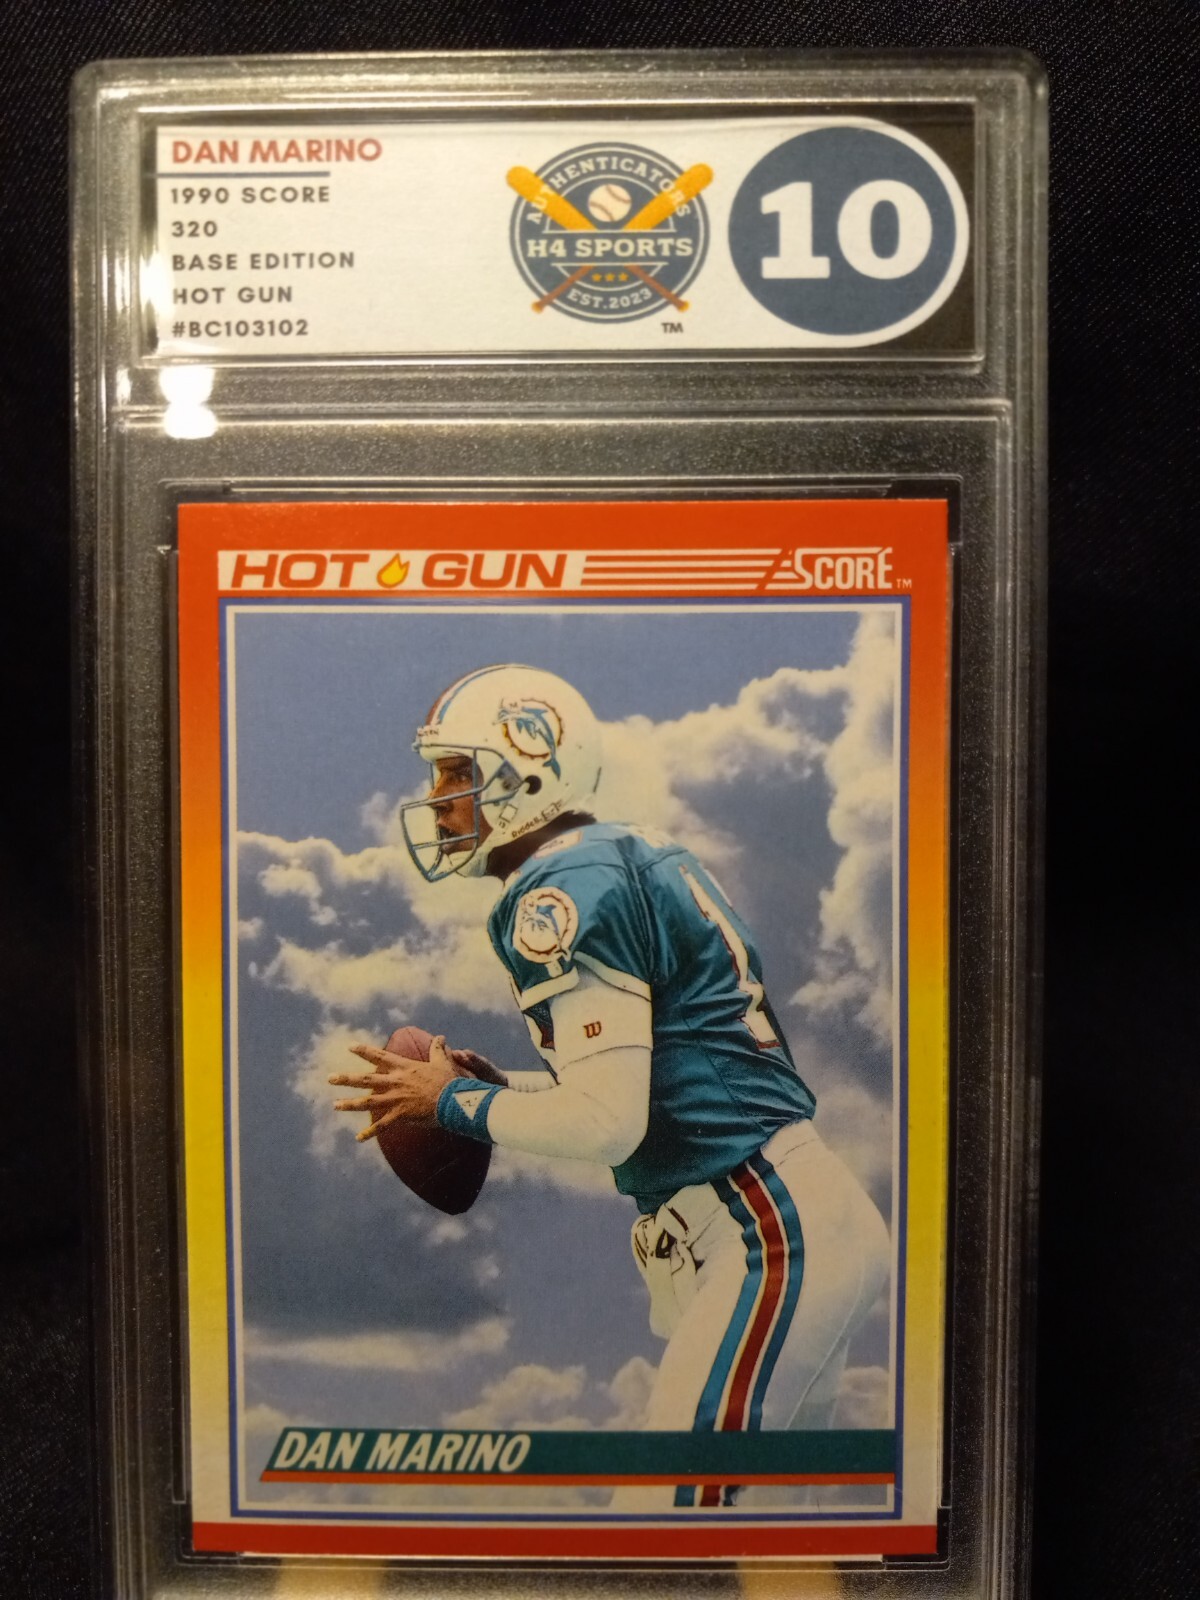 DAN MARINO
1990 SCORE
320
BASE EDITION
HOT GUN
#BC103102
AUTHENTICATORS
H4 SPORTS
EST.2023
TM
10
HOT GUN SCORE TM
W
DAN MARINO